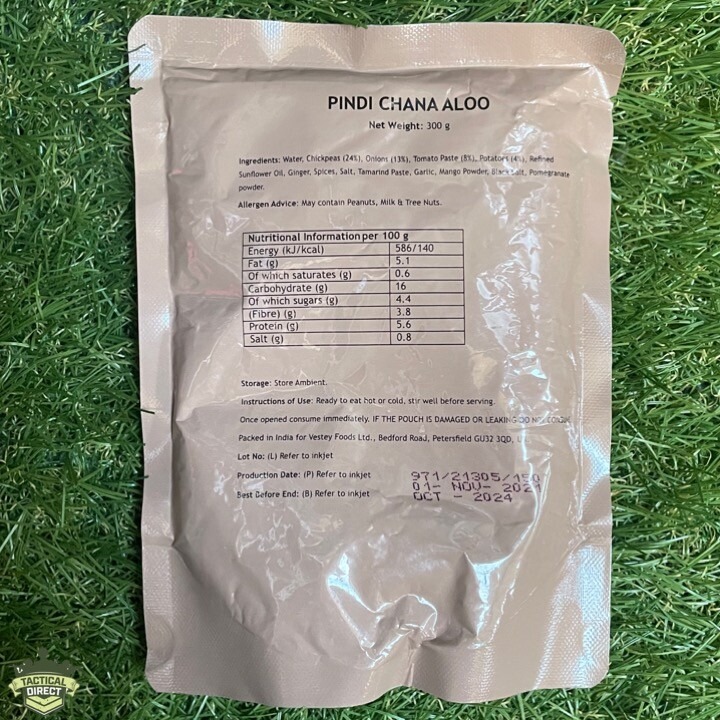 PINDI CHANA ALOO
Net Weight: 300 g
Ingredients: Water, Chickpeas (24%), Onions (13%), Tomato Paste (8%), Potatoes (4%), Refined
Sunflower Oil, Ginger, Spices, Salt, Tamarind Paste, Garlic, Mango Powder, Black Salt, Pomegranate
powder.
Allergen Advice: May contain Peanuts, Milk & Tree Nuts.
Nutritional Information per 100 g
Energy (kJ/kcal) 586/140
Fat (g) 5.1
Of which saturates (g) 0.6
Carbohydrate (g) 16
Of which sugars (g) 4.4
(Fibre) (g) 3.8
Protein (g) 5.6
Salt (g) 0.8
Storage: Store Ambient.
Instructions of Use: Ready to eat hot or cold, stir well before serving.
Once opened consume immediately. IF THE POUCH IS DAMAGED OR LEAKING DO NOT
Packed in India for Vestey Foods Ltd., Bedford Road, Petersfield GU32 3QD,
Lot No: (L) Refer to inkjet
Production Date: (P) Refer to inkjet
971/21305/150
01- NOV- 2021
Best Before End: (B) Refer to inkjet
OCT - 2024
TACTICAL
DIRECT